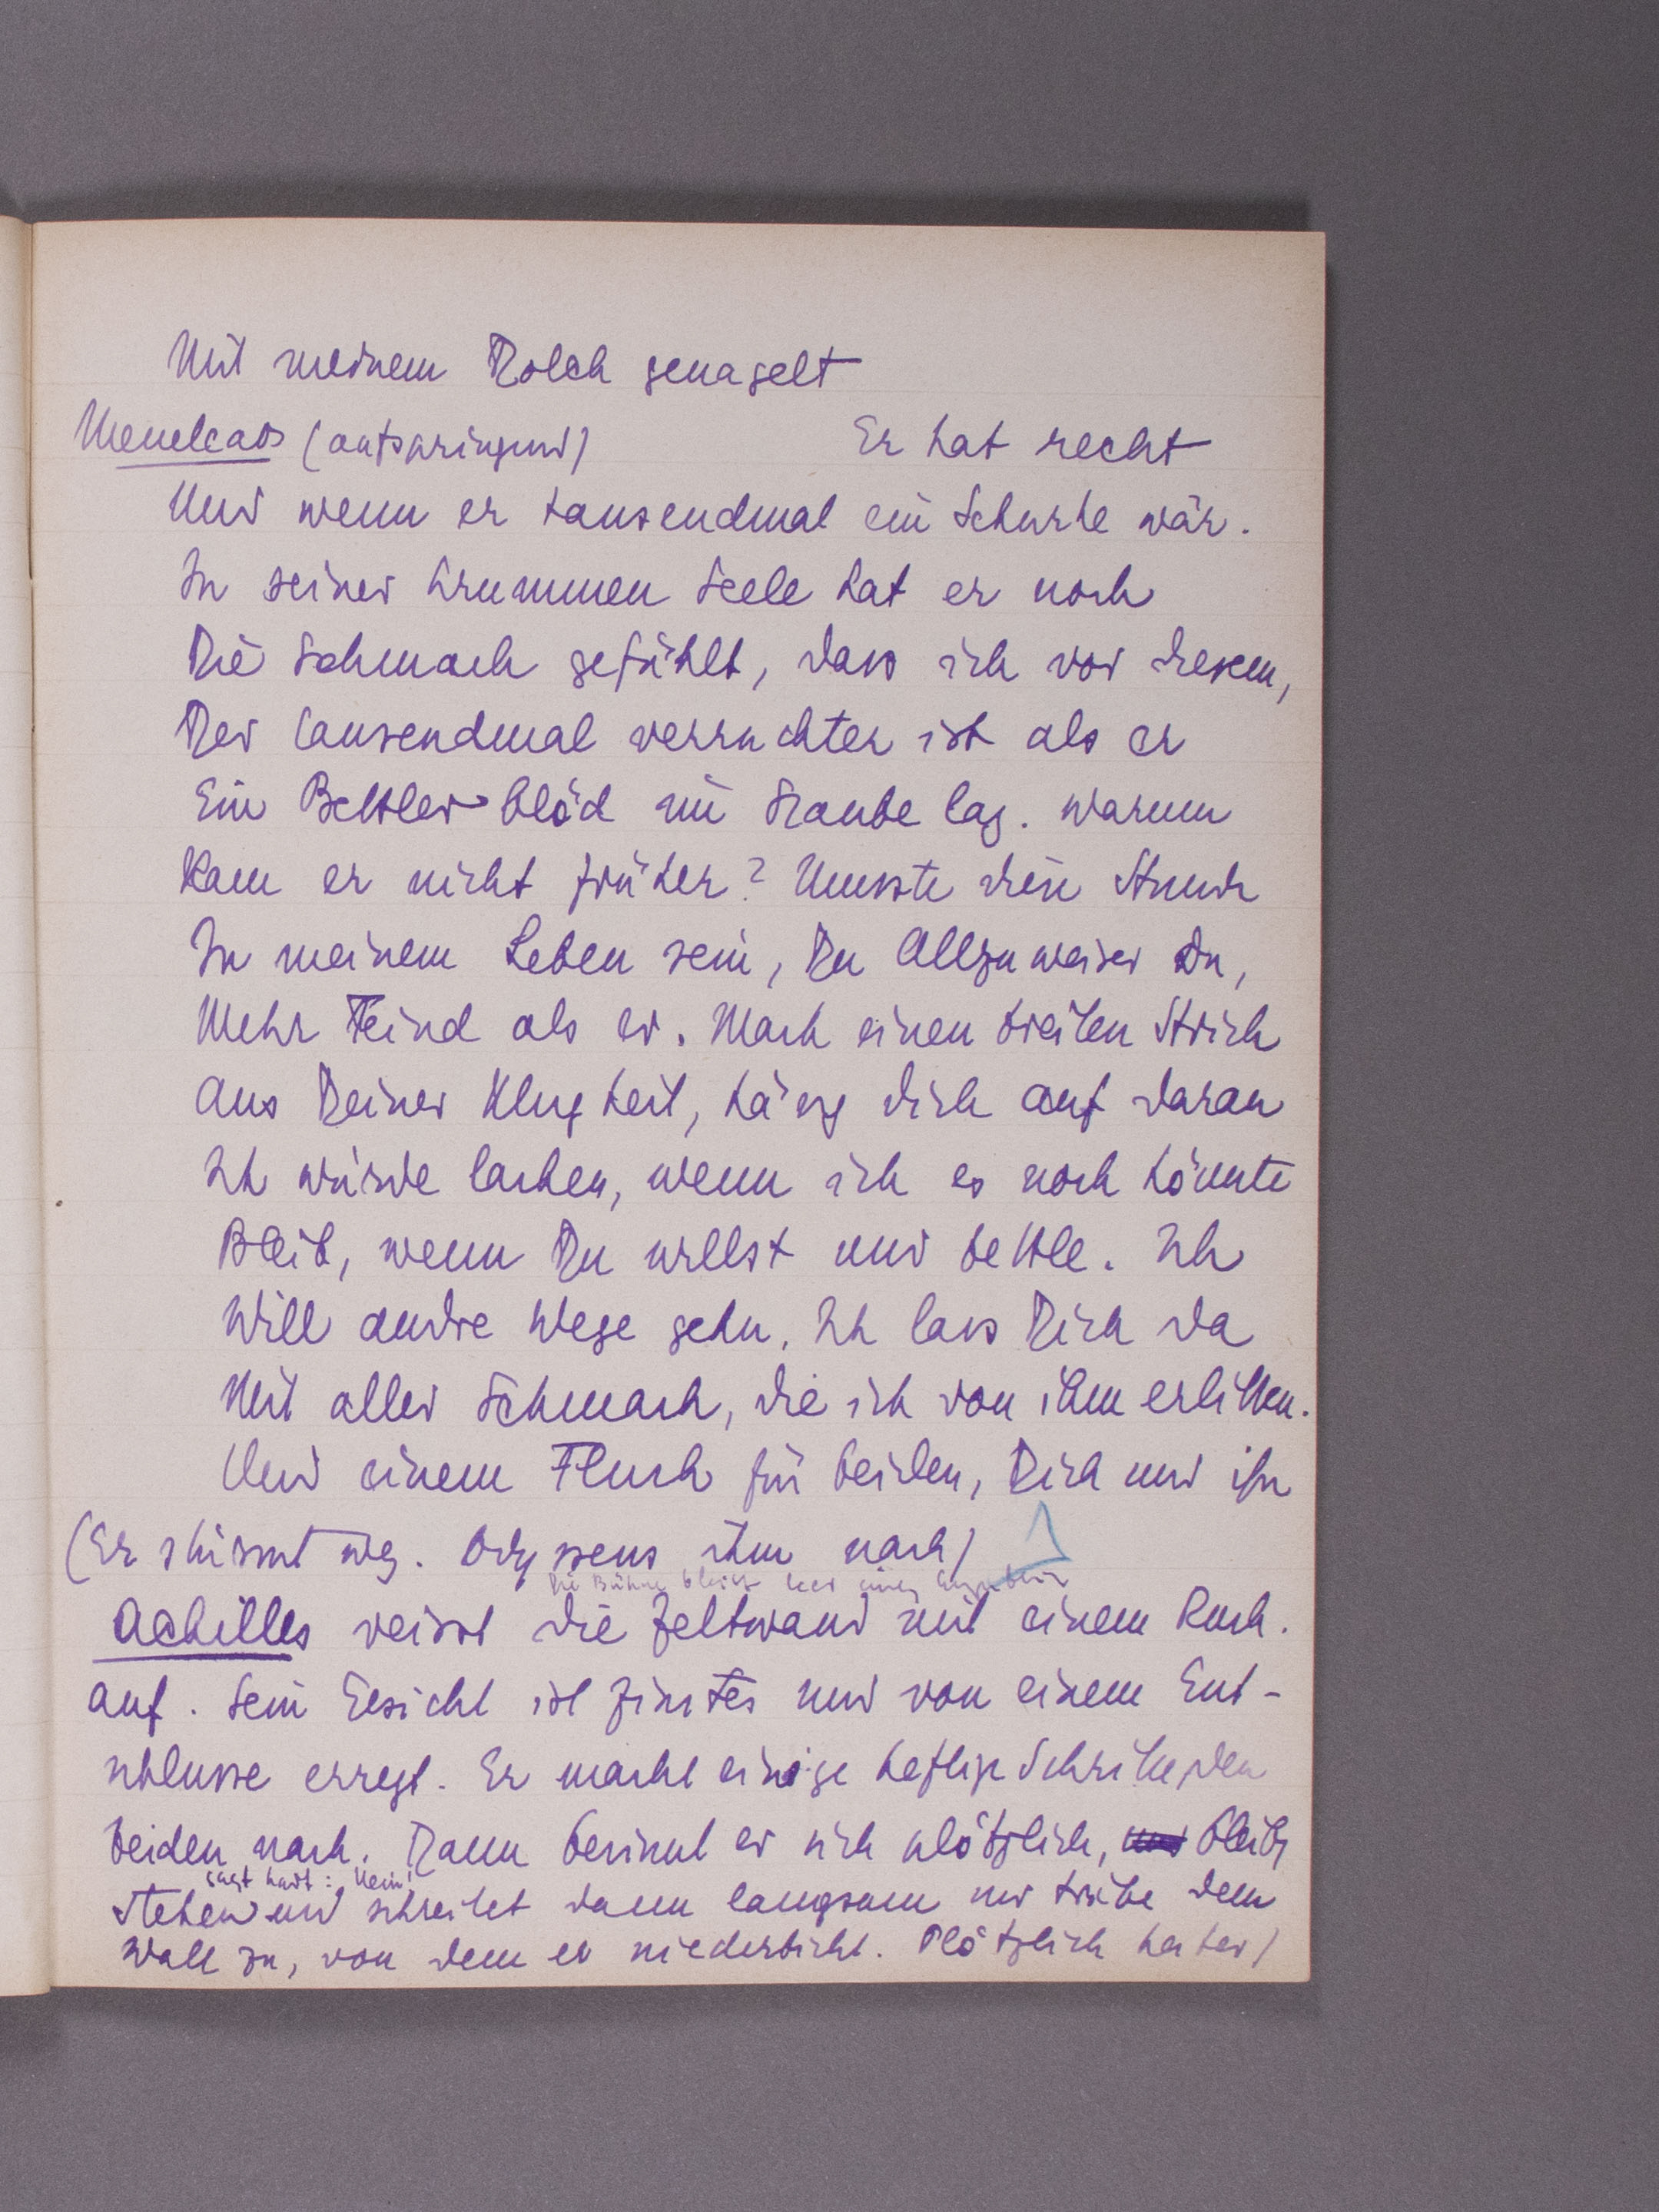 Mit meinem Dolch genagelt
Menelaos (aufspringend) Er hat recht
Und wenn er tausendmal ein Schurke wär.
In seiner krummen Seele hat er noch
Die Schmach gefühlt, dass ich vor diesem,
Der tausendmal verruchter ist als er
Ein Bettler blöd im Staube lag. Warum
Kam er nicht früher? Musste diese Stunde
In meinem Leben sein, Du Allzuweiser Du,
Mehr Feind als er. Mach einen breiten Strich
Aus Deiner Klugheit, häng dich auf daran
Ich würde lachen, wenn ich es noch könnte
Bleib, wenn Du willst und bettle. Ich
Will andre Wege gehn. Ich lass Dich da
Mit aller Schmach, die ich von ihm erlitten.
Und einem Fluch für beiden, Dich und ihn
(Er stürmt weg. Odysseus ihm nach)
Die Bühne bleibt leer einen Augenblick
Achilles reisst die Zeltwand mit einem Ruck.
auf. Sein Gesicht ist finster und von einem Ent-
schlusse erregt. Er macht einige heftige Schritte den
beiden nach. Dann besinnt er sich plötzlich, bleibt
sagt hart: Nein!
stehen und schreitet dann langsam und trübe dem
Wall zu, von dem er niedersieht. Plötzlich heiter)